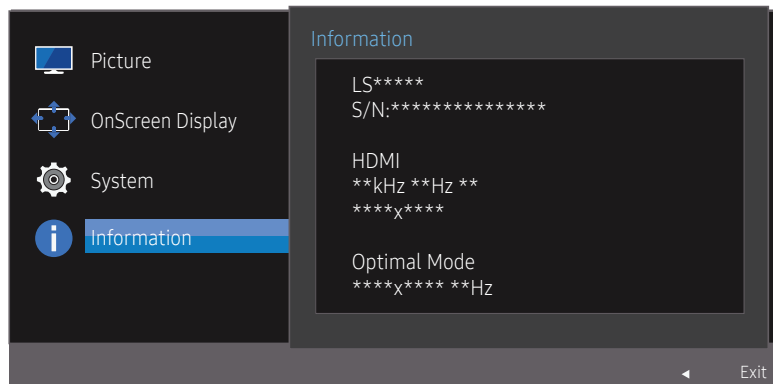 Picture
OnScreen Display
System
Information
Information
LS*****
S/N:***************
HDMI
**kHz **Hz **
****x****
Optimal Mode
****x**** **Hz
Exit